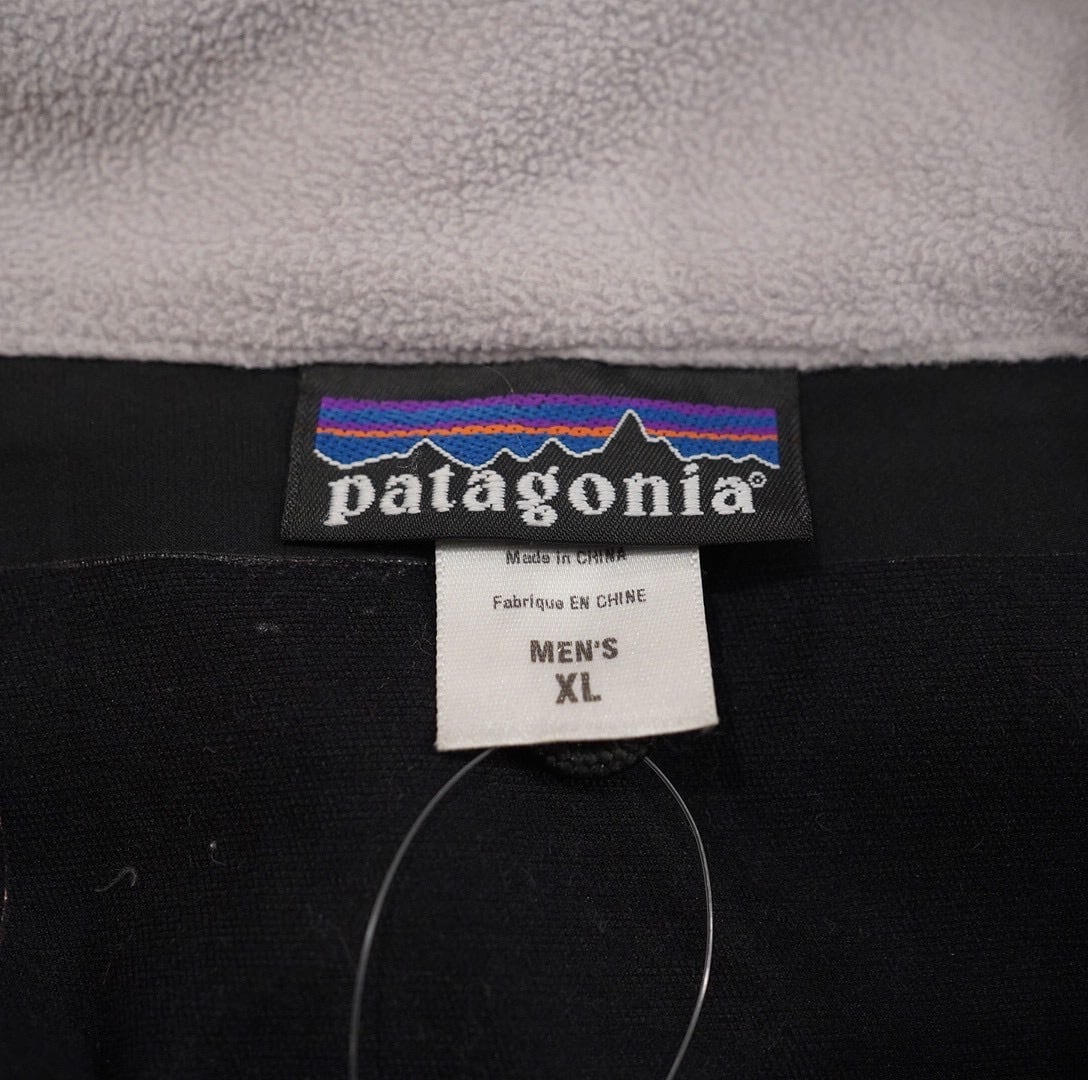 patagonia®
Made in CHINA
Fabriqué EN CHINE
MEN'S
XL